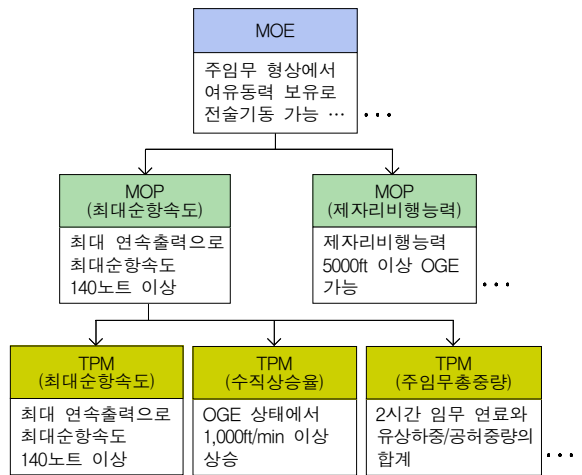 MOE
주임무 형상에서
여유동력 보유로
전술기동 가능 …
...
MOP
(최대순항속도)
최대 연속출력으로
최대순항속도
140노트 이상
MOP
(제자리비행능력)
제자리비행능력
5000ft 이상 OGE
가능
...
TPM
(최대순항속도)
최대 연속출력으로
최대순항속도
140노트 이상
TPM
(수직상승율)
OGE 상태에서
1,000ft/min 이상
상승
TPM
(주임무총중량)
2시간 임무 연료와
유상하중/공허중량의
합계
...